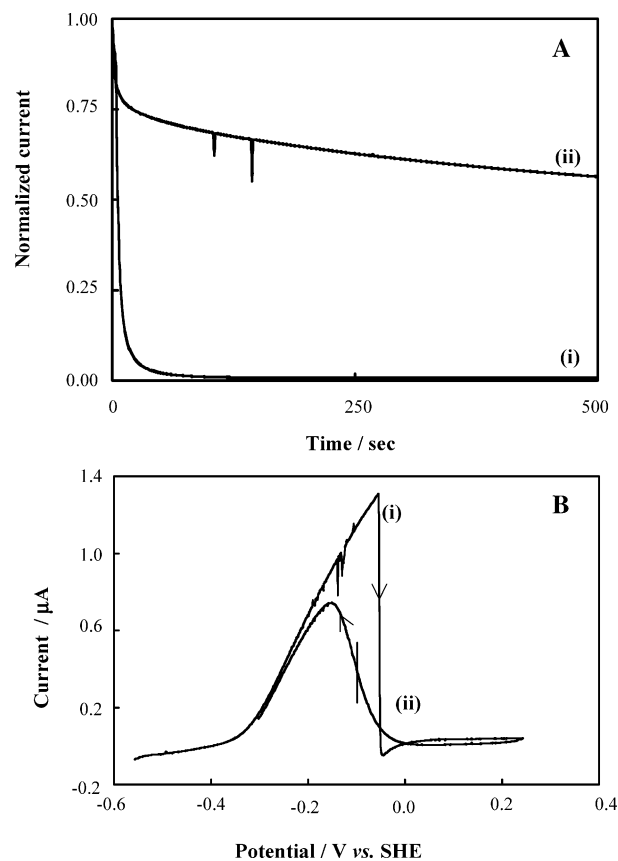 1.00
A
0.75
(ii)
0.50
Normalized current
0.25
(i)
0.00
0
250
500
Time / sec
1.4
B
(i)
1.0
0.6
Current / µA
(ii)
0.2
-0.2
-0.6
-0.4
-0.2
0.0
0.2
0.4
Potential / V vs. SHE